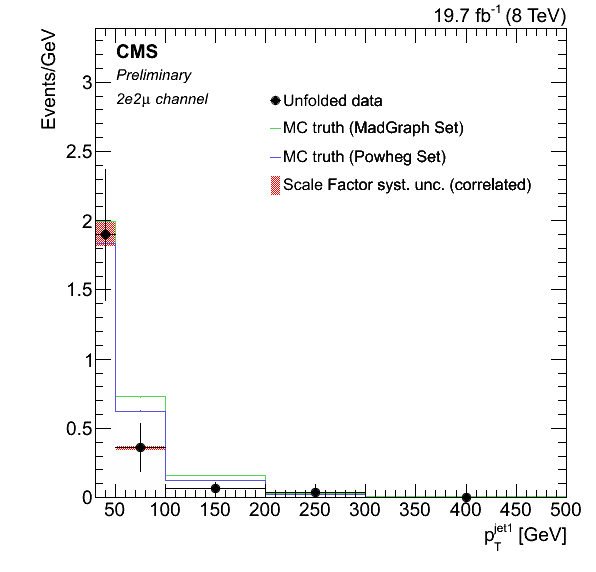 19.7 fb⁻¹ (8 TeV)
Events/GeV
CMS
Preliminary
2e2μ channel
Unfolded data
MC truth (MadGraph Set)
MC truth (Powheg Set)
Scale Factor syst. unc. (correlated)
3
2.5
2
1.5
1
0.5
0
50 100 150 200 250 300 350 400 450 500
p_T^jet1 [GeV]